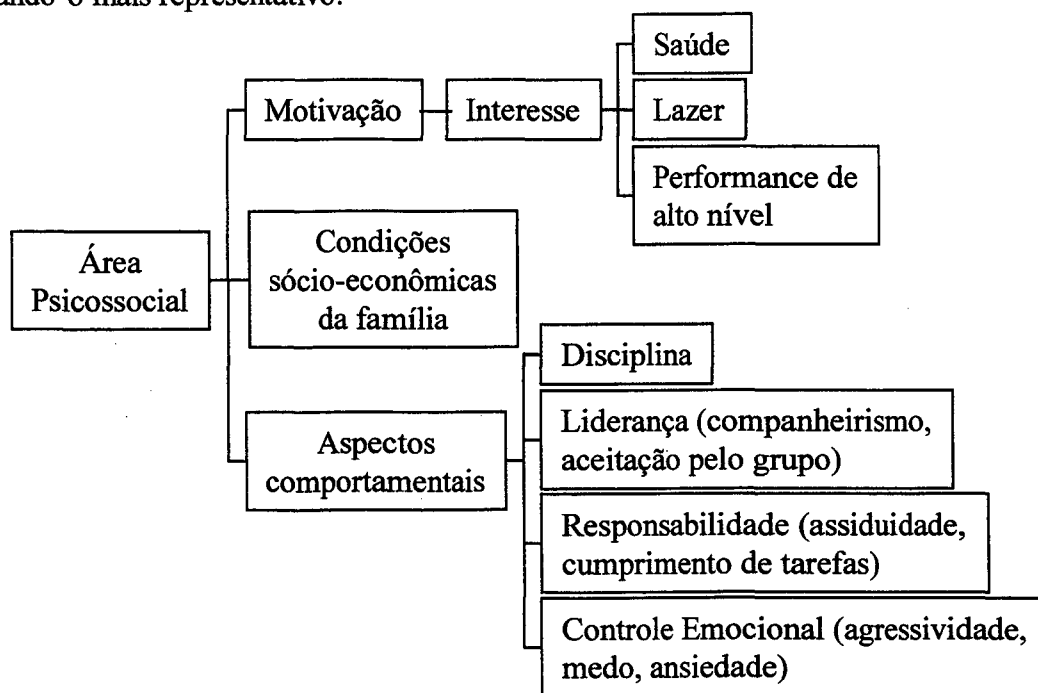 o mais representativo.
Saúde
Motivação
Interesse
Lazer
Performance de
alto nível
Área
Psicossocial
Condições
sócio-econômicas
da família
Disciplina
Aspectos
comportamentais
Liderança (companheirismo,
aceitação pelo grupo)
Responsabilidade (assiduidade,
cumprimento de tarefas)
Controle Emocional (agressividade,
medo, ansiedade)